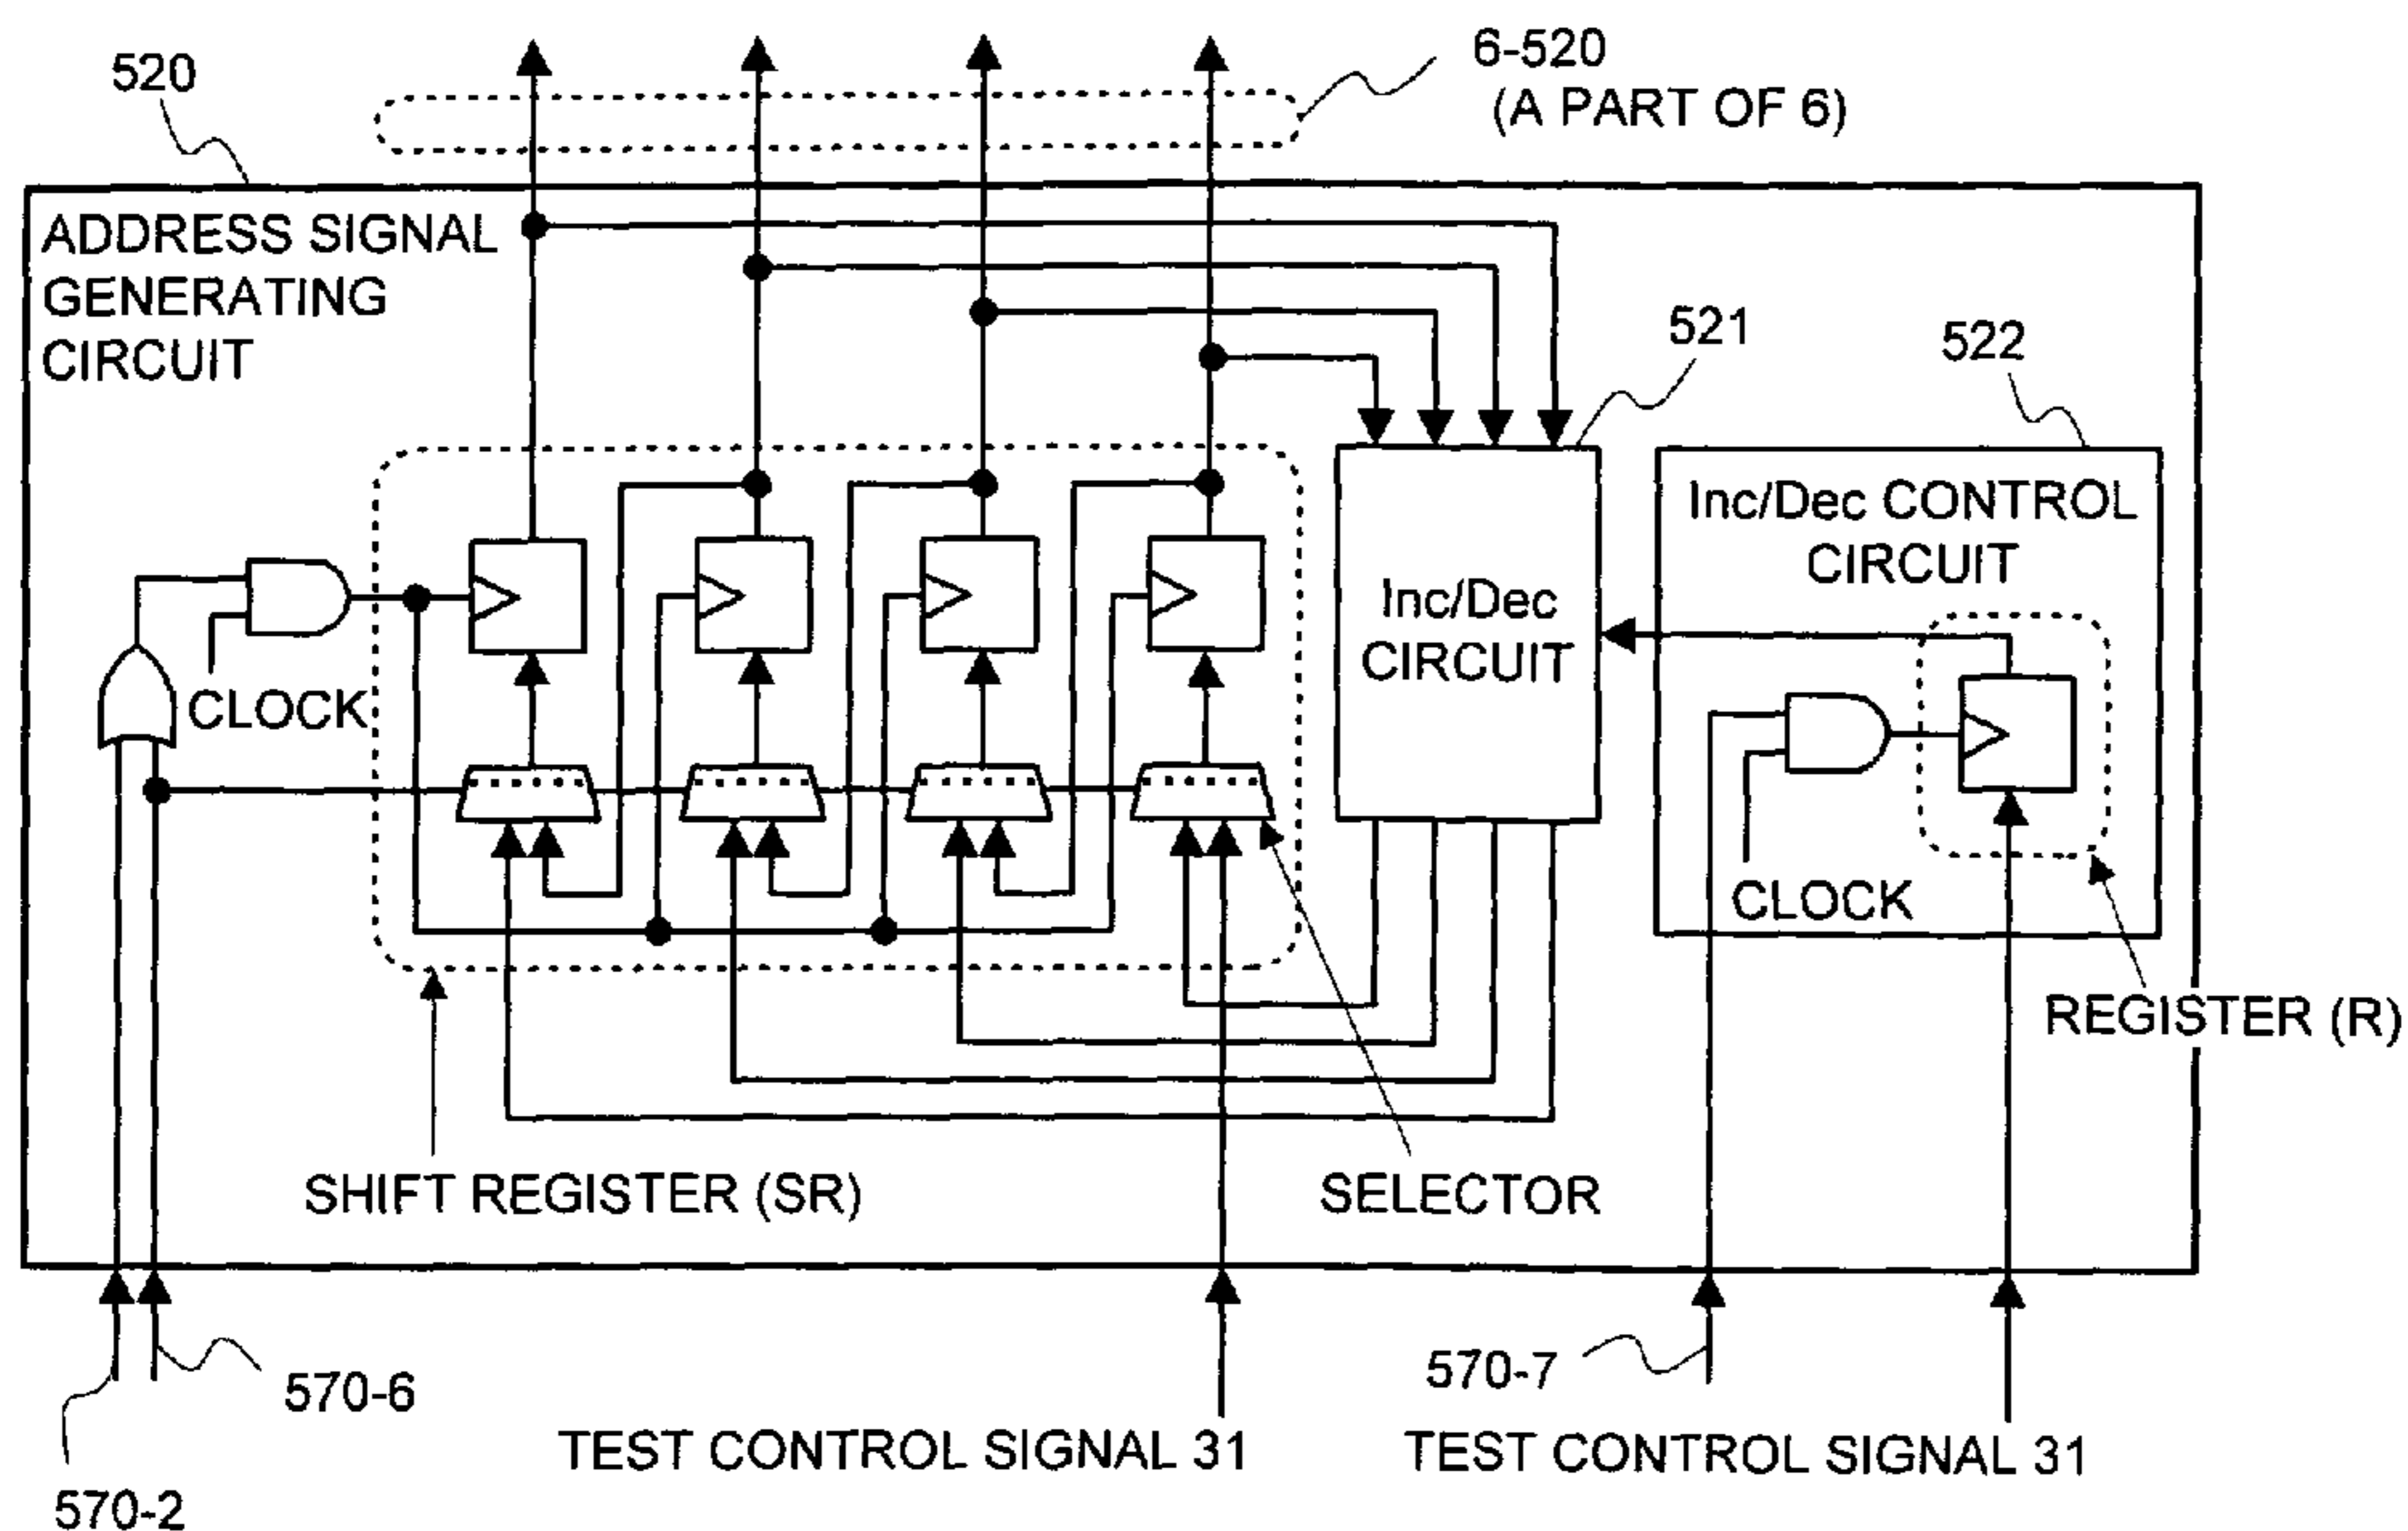 6-520
(A PART OF 6)
520
ADDRESS SIGNAL
GENERATING
CIRCUIT
521
522
Inc/Dec CONTROL
CIRCUIT
Inc/Dec
CIRCUIT
CLOCK
CLOCK
REGISTER (R)
SHIFT REGISTER (SR)
SELECTOR
570-6
570-7
TEST CONTROL SIGNAL 31
TEST CONTROL SIGNAL 31
570-2